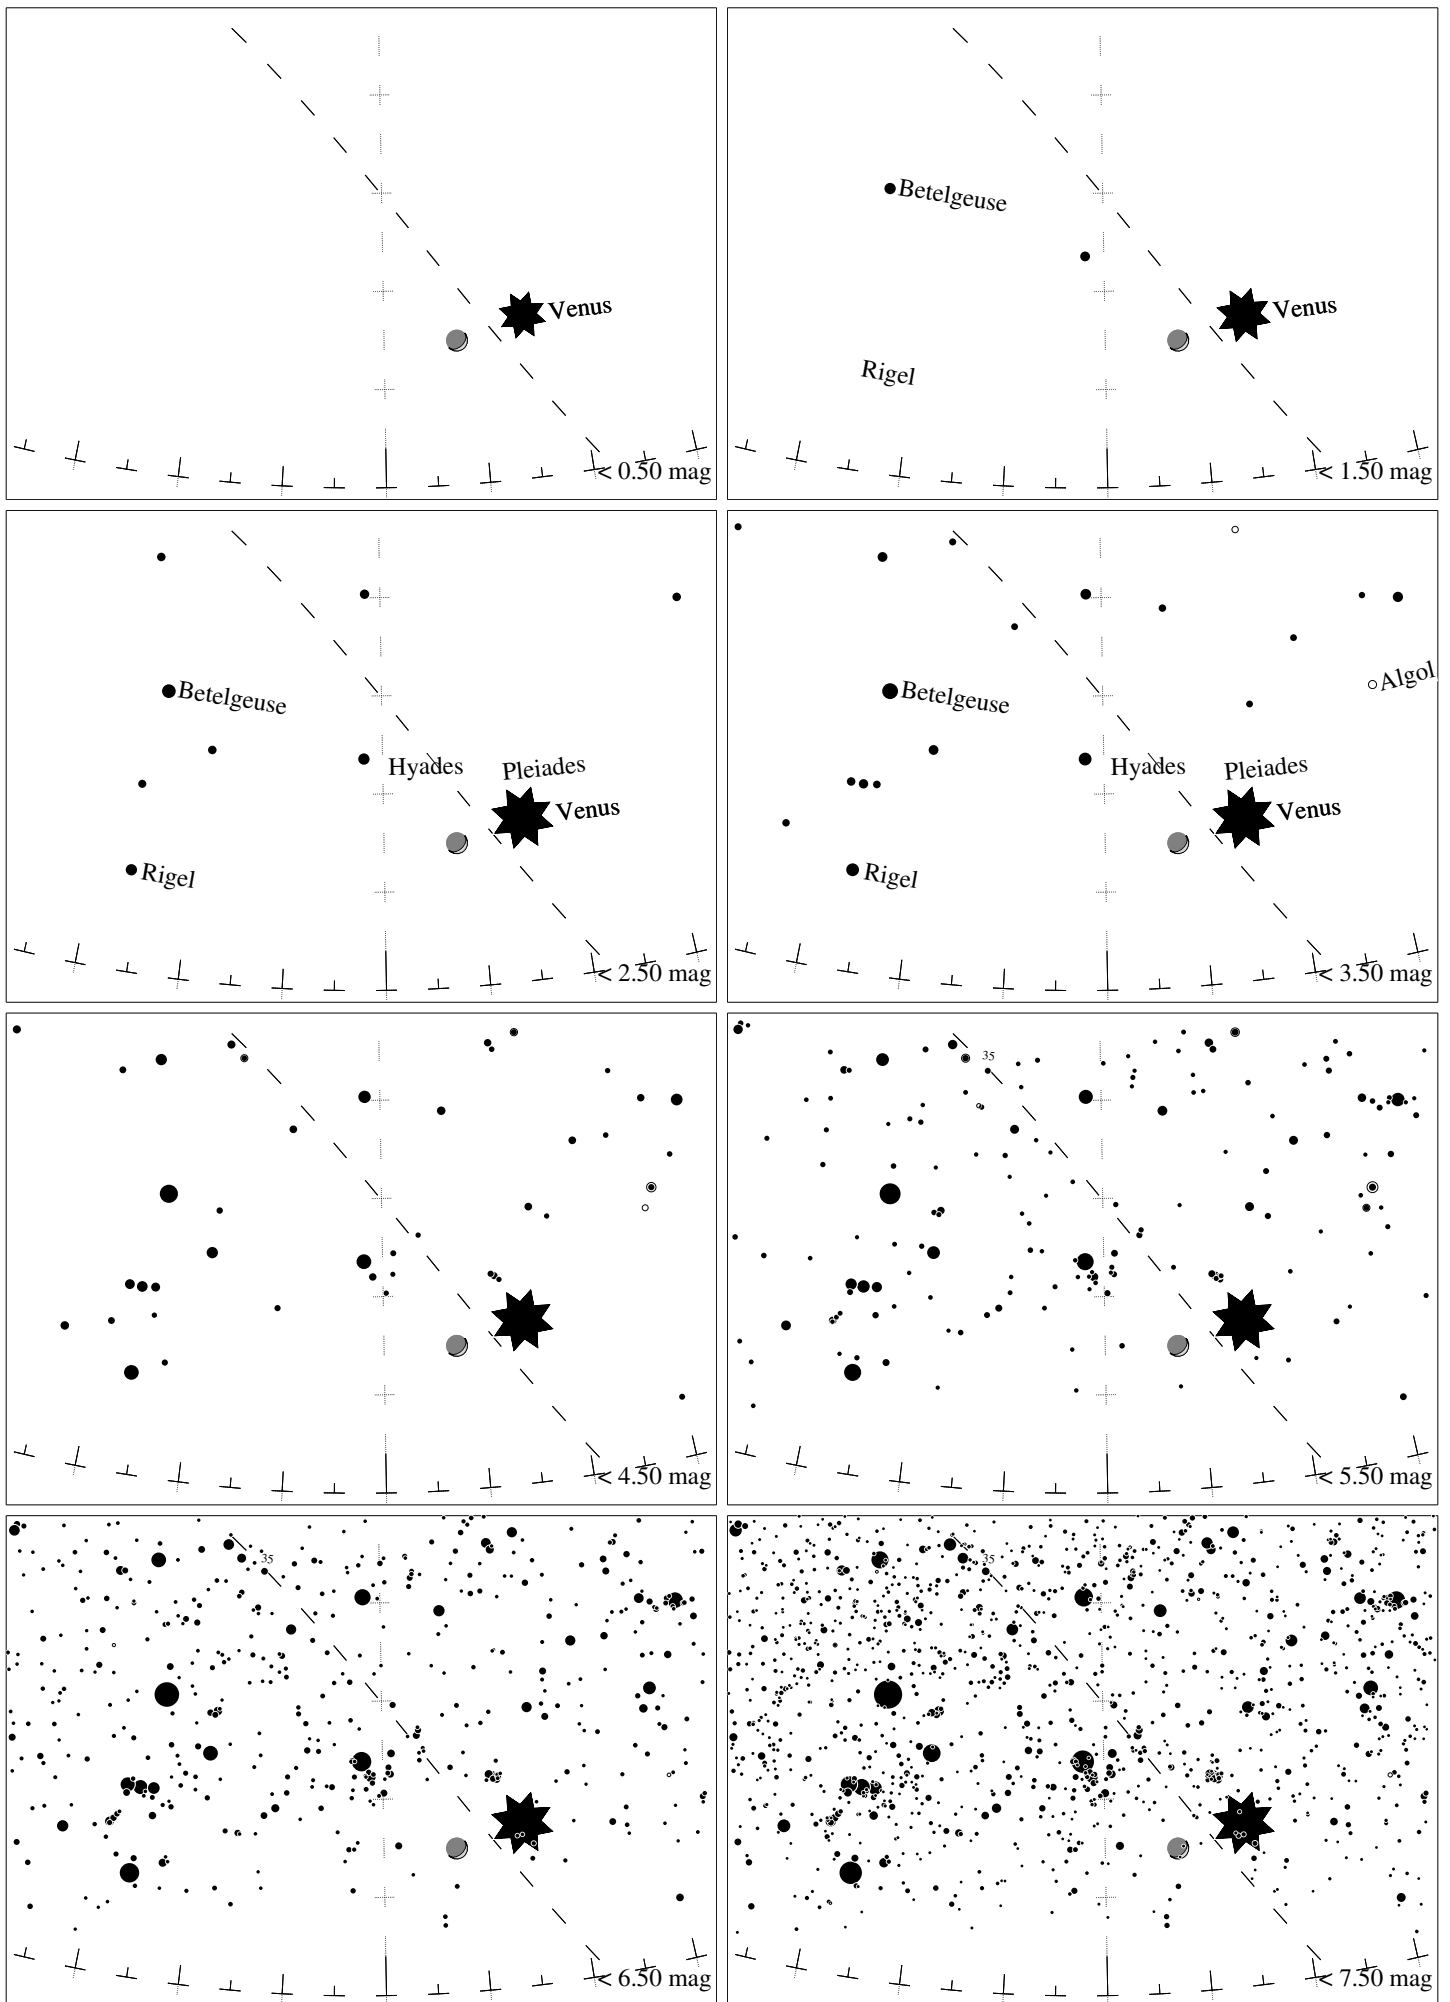 Venus
< 0.50 mag
Betelgeuse
Venus
Rigel
< 1.50 mag
Betelgeuse
Hyades
Pleiades
Venus
Rigel
< 2.50 mag
Algol
Betelgeuse
Hyades
Pleiades
Venus
Rigel
< 3.50 mag
< 4.50 mag
35
< 5.50 mag
35
< 6.50 mag
35
< 7.50 mag